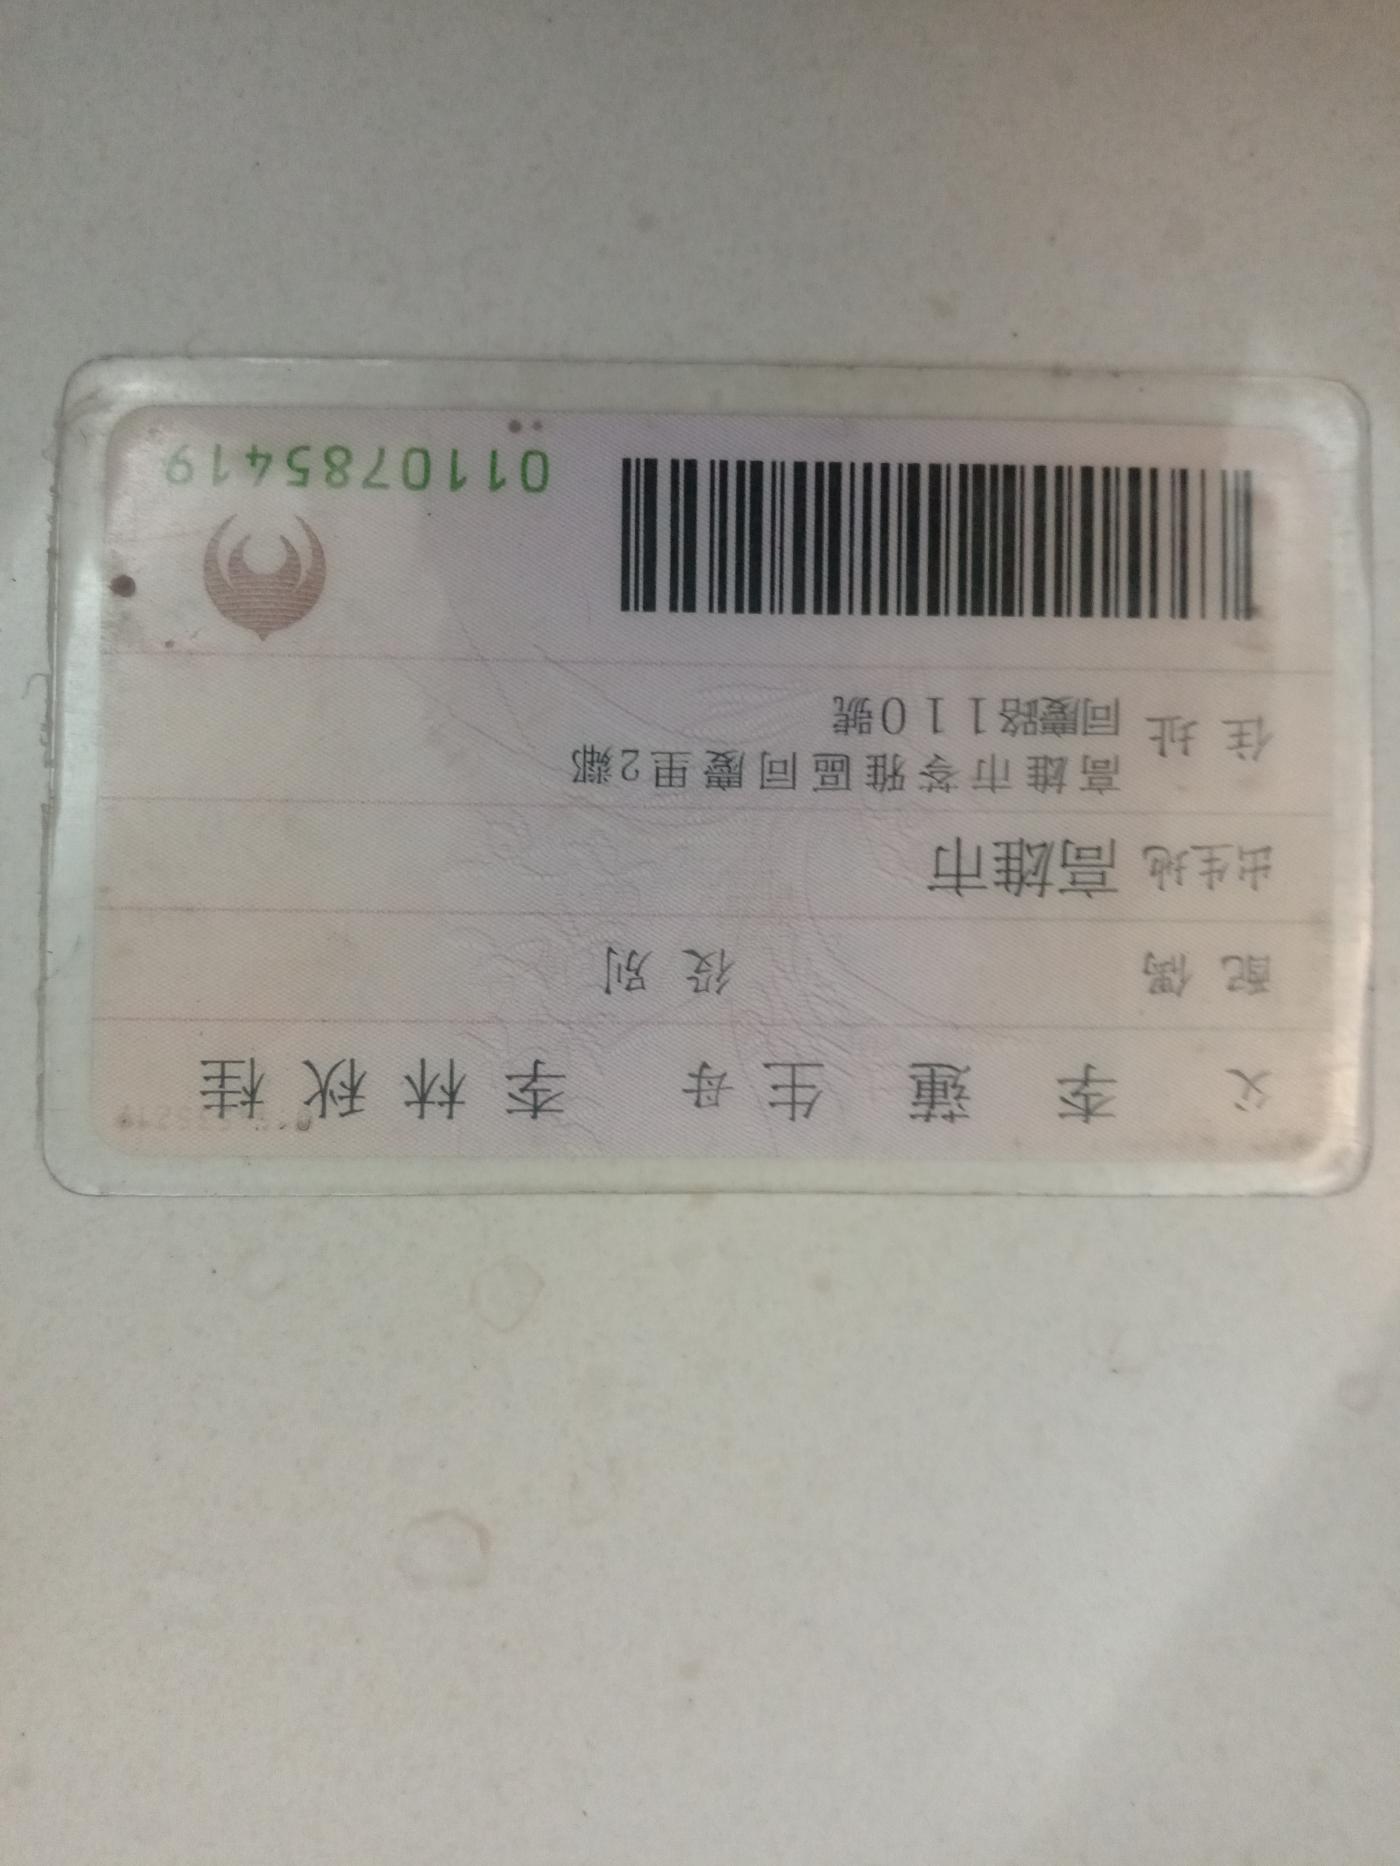 父 李蓮生 母 李林秋桂
配偶 役別
出生地 高雄市
住址 高雄市苓雅區同慶里2鄰
同慶路110號
0110785419